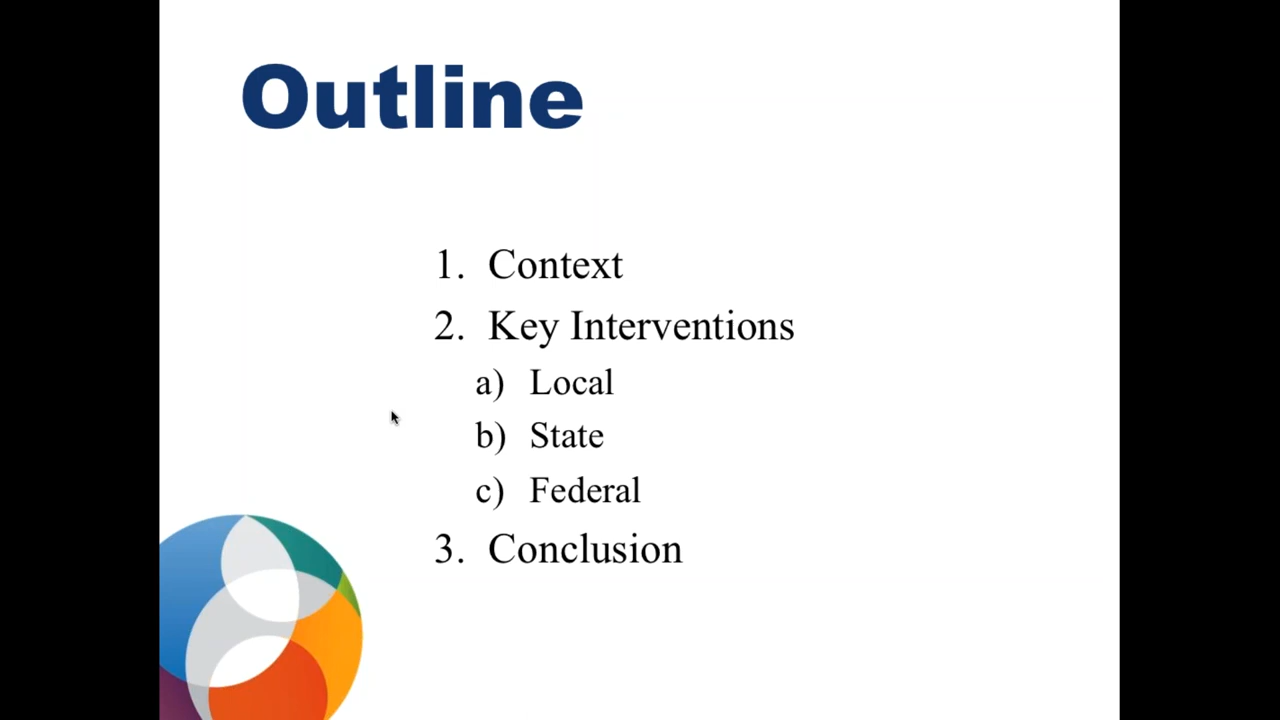 Outline
1. Context
2. Key Interventions
a) Local
b) State
c) Federal
3. Conclusion